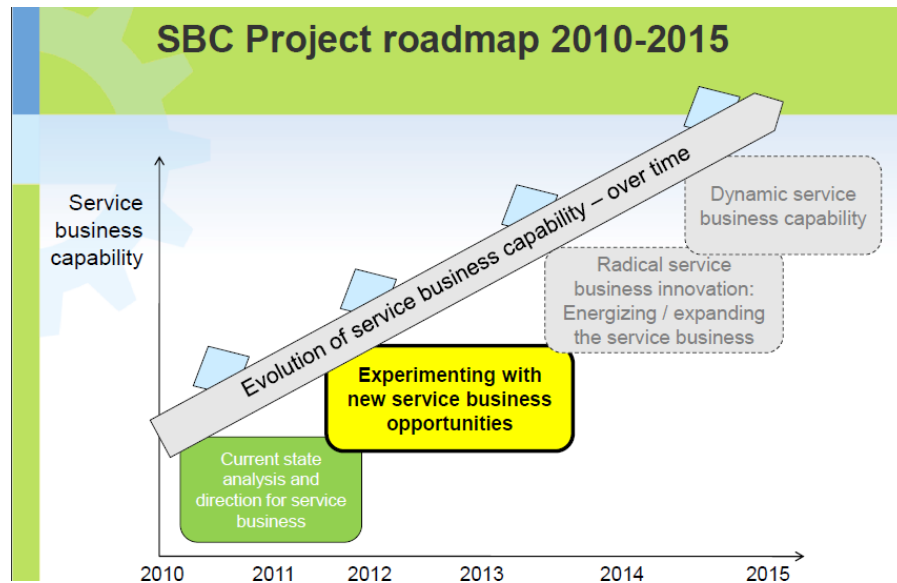 SBC Project roadmap 2010-2015
Service
business
capability
Evolution of service business capability – over time
Dynamic service
business capability
Radical service
business innovation:
Energizing / expanding
the service business
Experimenting with
new service business
opportunities
Current state
analysis and
direction for service
business
2010 2011 2012 2013 2014 2015